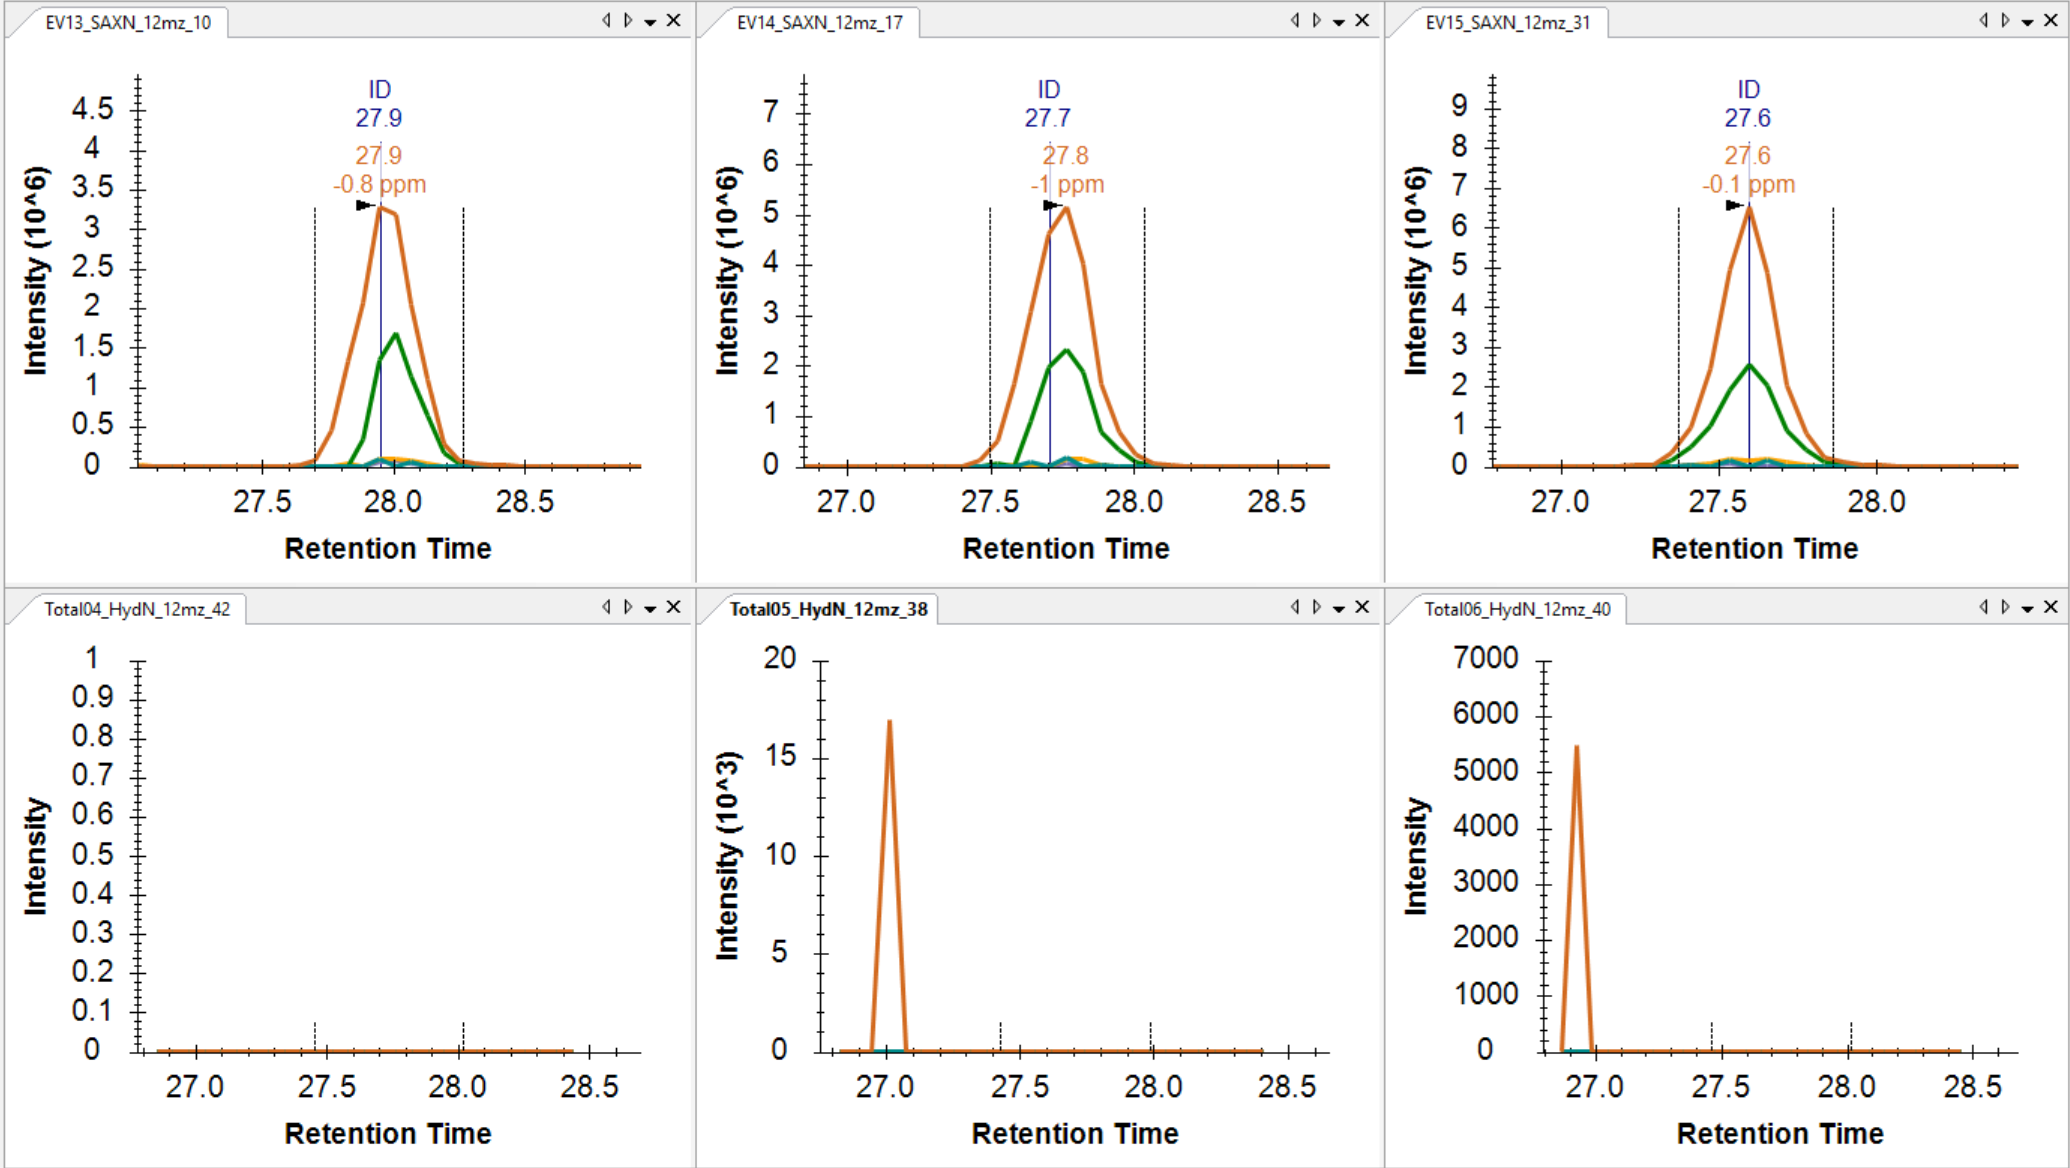 EV13_SAXN_12mz_10
ID
27.9
27.9
-0.8 ppm
Intensity (10^6)
4.5
4
3.5
3
2.5
2
1.5
1
0.5
0
27.5 28.0 28.5
Retention Time
EV14_SAXN_12mz_17
ID
27.7
27.8
-1 ppm
Intensity (10^6)
7
6
5
4
3
2
1
0
27.0 27.5 28.0 28.5
Retention Time
EV15_SAXN_12mz_31
ID
27.6
27.6
-0.1 ppm
Intensity (10^6)
9
8
7
6
5
4
3
2
1
0
27.0 27.5 28.0
Retention Time
Total04_HydN_12mz_42
Intensity
1
0.9
0.8
0.7
0.6
0.5
0.4
0.3
0.2
0.1
0
27.0 27.5 28.0 28.5
Retention Time
Total05_HydN_12mz_38
Intensity (10^3)
20
15
10
5
0
27.0 27.5 28.0 28.5
Retention Time
Total06_HydN_12mz_40
Intensity
7000
6000
5000
4000
3000
2000
1000
0
27.0 27.5 28.0 28.5
Retention Time